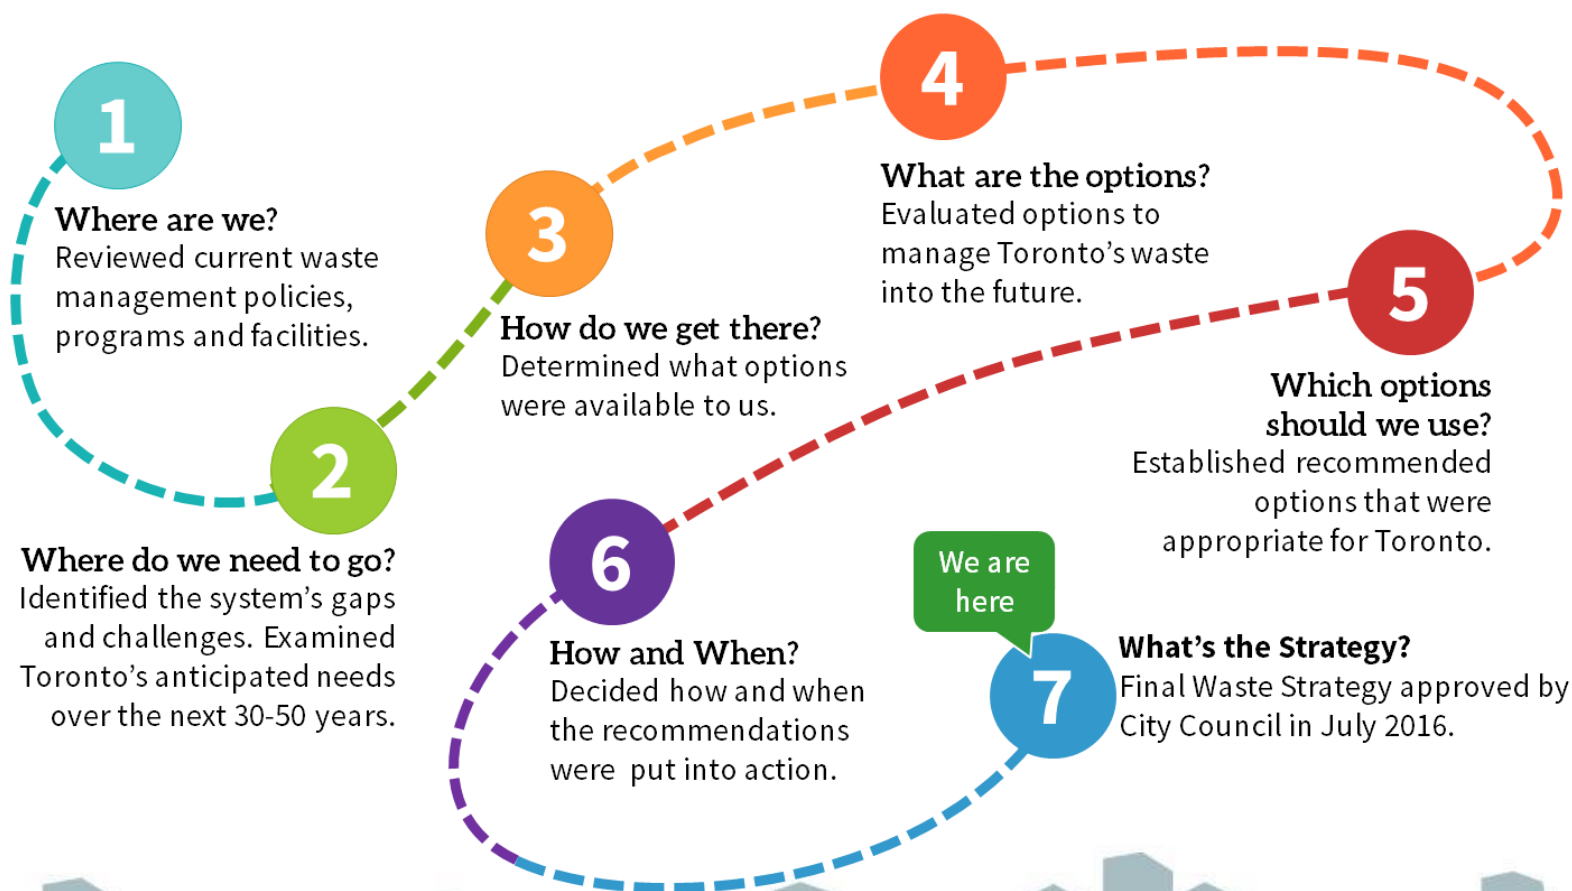 1
Where are we?
Reviewed current waste
management policies,
programs and facilities.
2
Where do we need to go?
Identified the system's gaps
and challenges. Examined
Toronto's anticipated needs
over the next 30-50 years.
3
How do we get there?
Determined what options
were available to us.
4
What are the options?
Evaluated options to
manage Toronto's waste
into the future.
5
Which options
should we use?
Established recommended
options that were
appropriate for Toronto.
6
How and When?
Decided how and when
the recommendations
were put into action.
We are
here
7
What's the Strategy?
Final Waste Strategy approved by
City Council in July 2016.